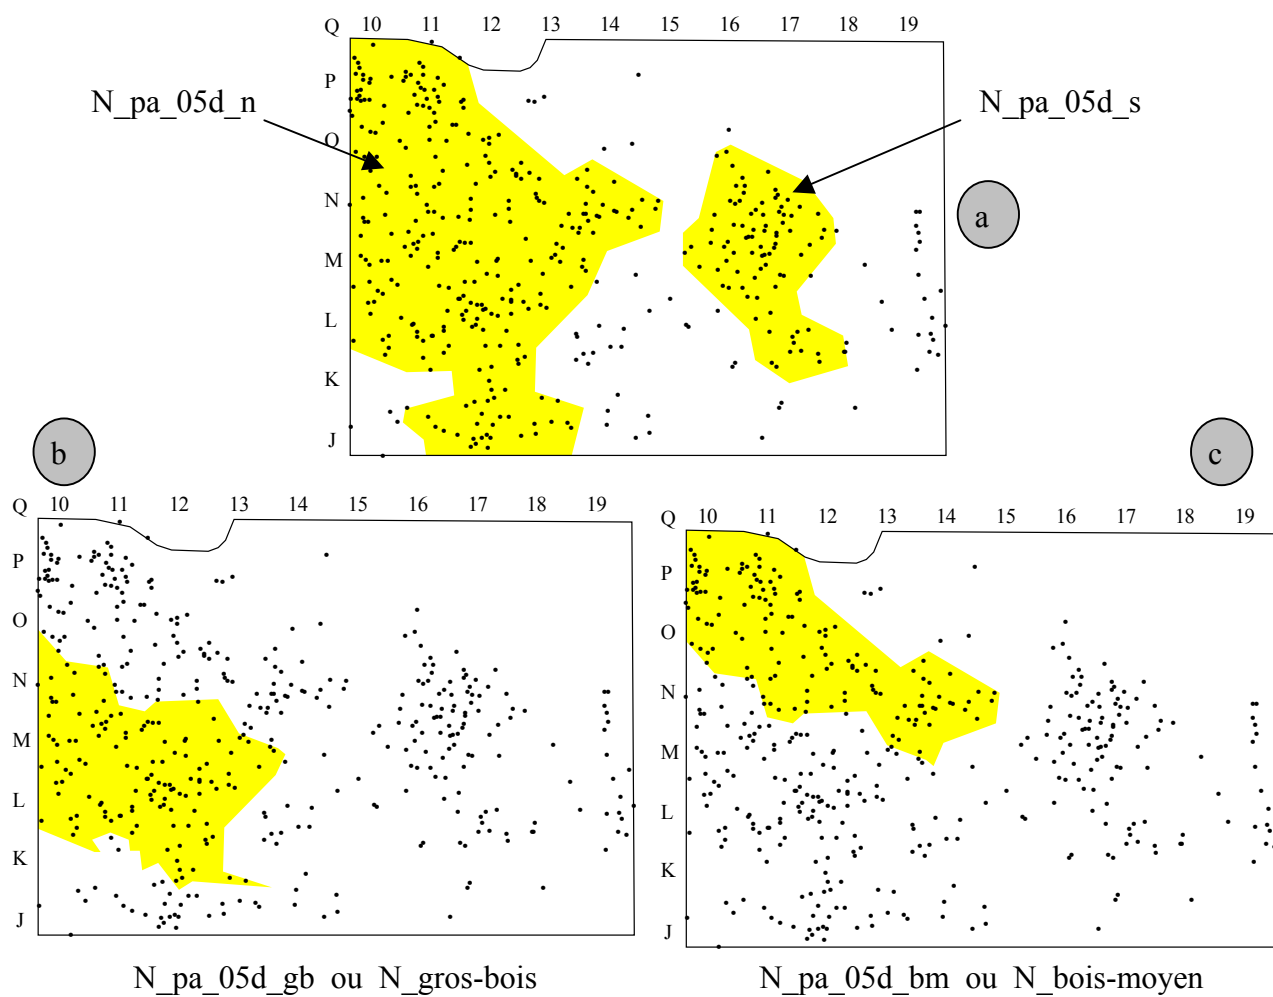 Q 10 11 12 13 14 15 16 17 18 19
P
N_pa_05d_n
N_pa_05d_s
O
N
a
M
L
K
J
b
c
Q 10 11 12 13 14 15 16 17 18 19
P
O
N
M
L
K
J
Q 10 11 12 13 14 15 16 17 18 19
P
O
N
M
L
K
J
N_pa_05d_gb ou N_gros-bois
N_pa_05d_bm ou N_bois-moyen